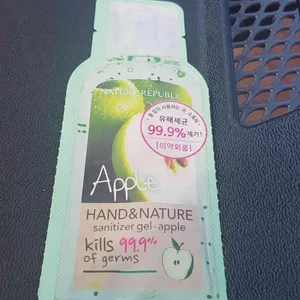 NATURE REPUBLIC
유해세균
99.9%제거!
[의약외품]
Apple
HAND&NATURE
sanitizer gel · apple
kills 99.9%
of germs